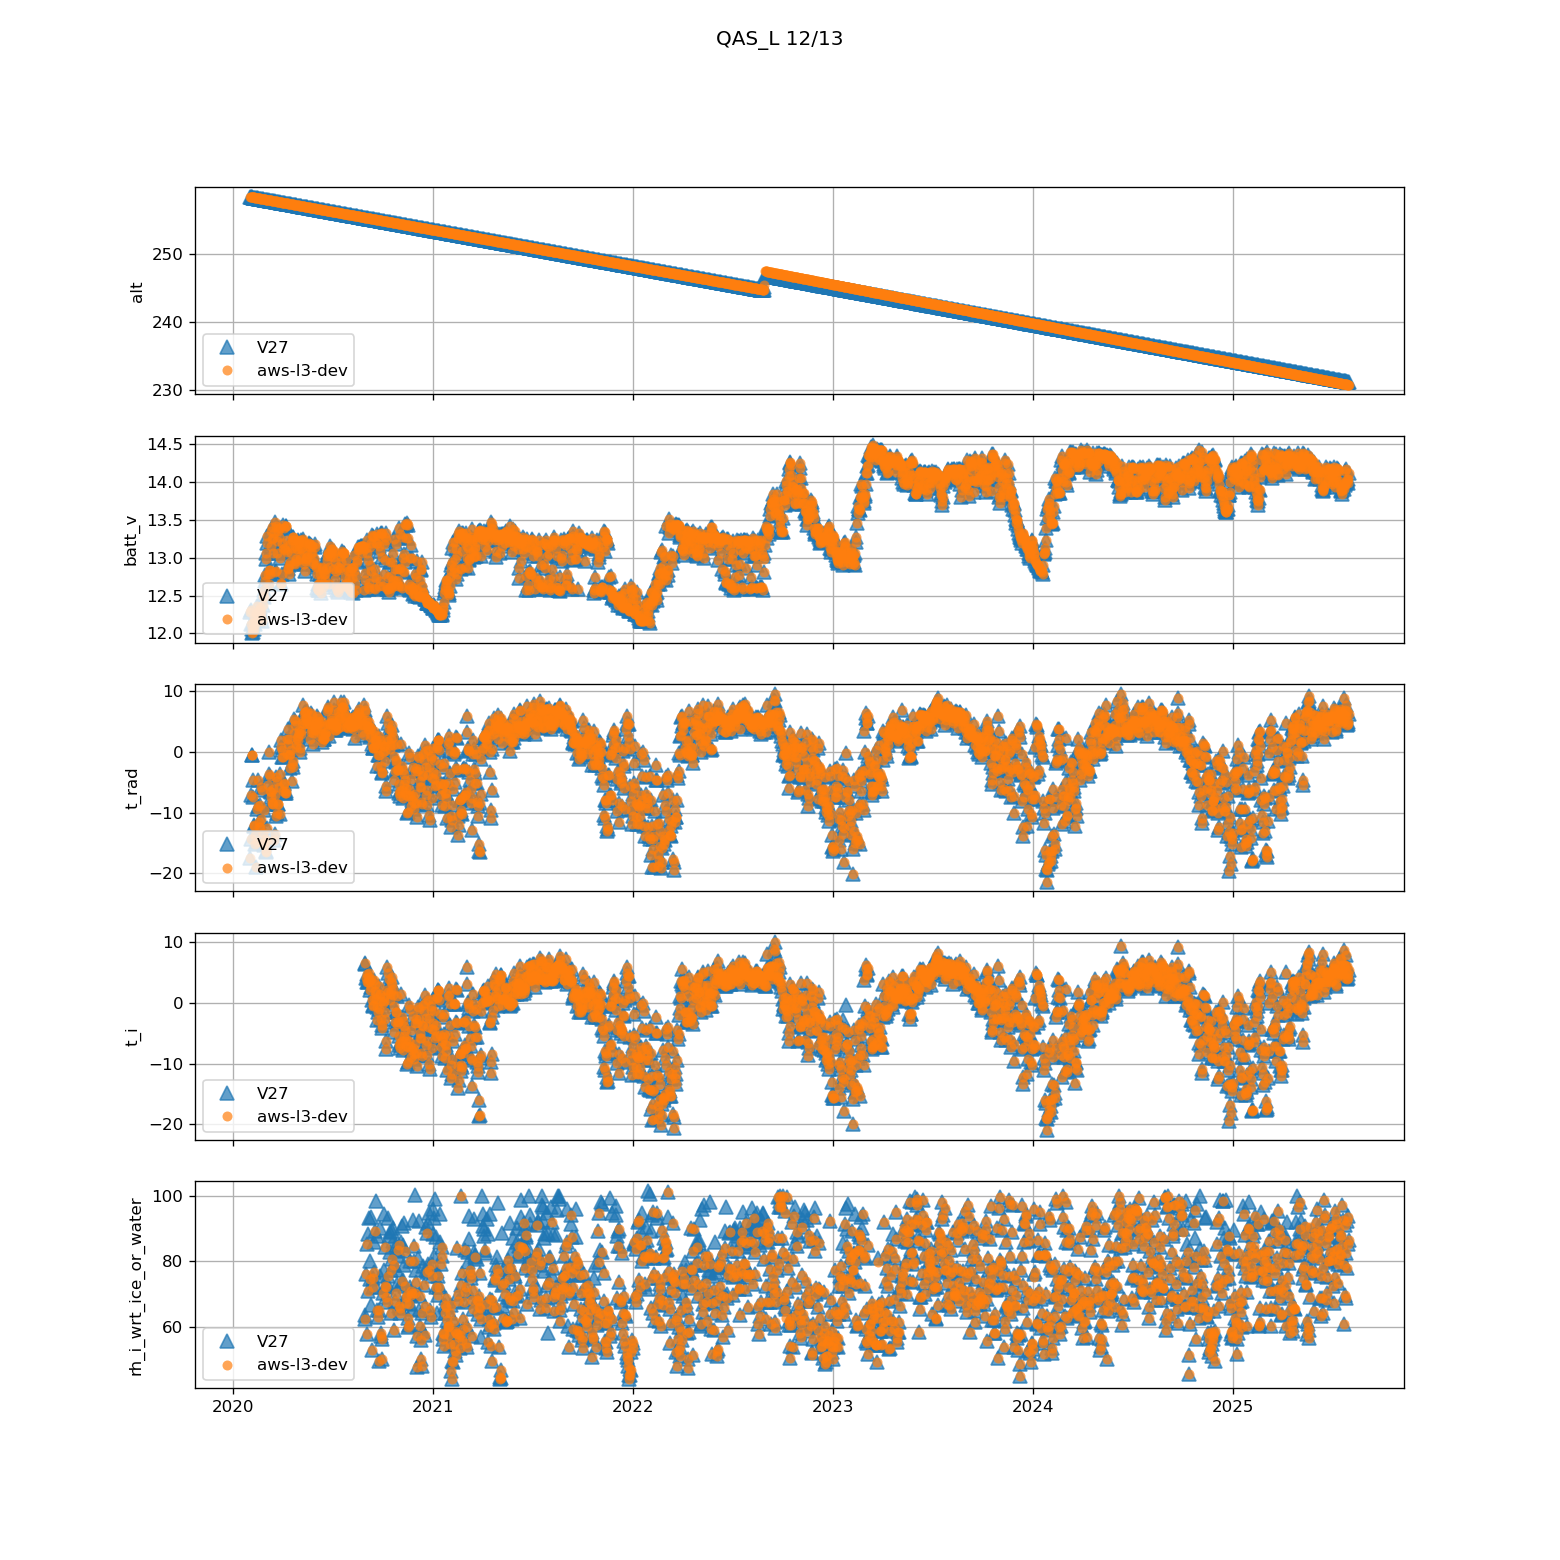 QAS_L 12/13
alt
250
240
230
V27
aws-l3-dev
batt_v
14.5
14.0
13.5
13.0
12.5
12.0
V27
aws-l3-dev
t_rad
10
0
−10
−20
V27
aws-l3-dev
t_i
10
0
−10
−20
V27
aws-l3-dev
rh_i_wrt_ice_or_water
100
80
60
V27
aws-l3-dev
2020 2021 2022 2023 2024 2025